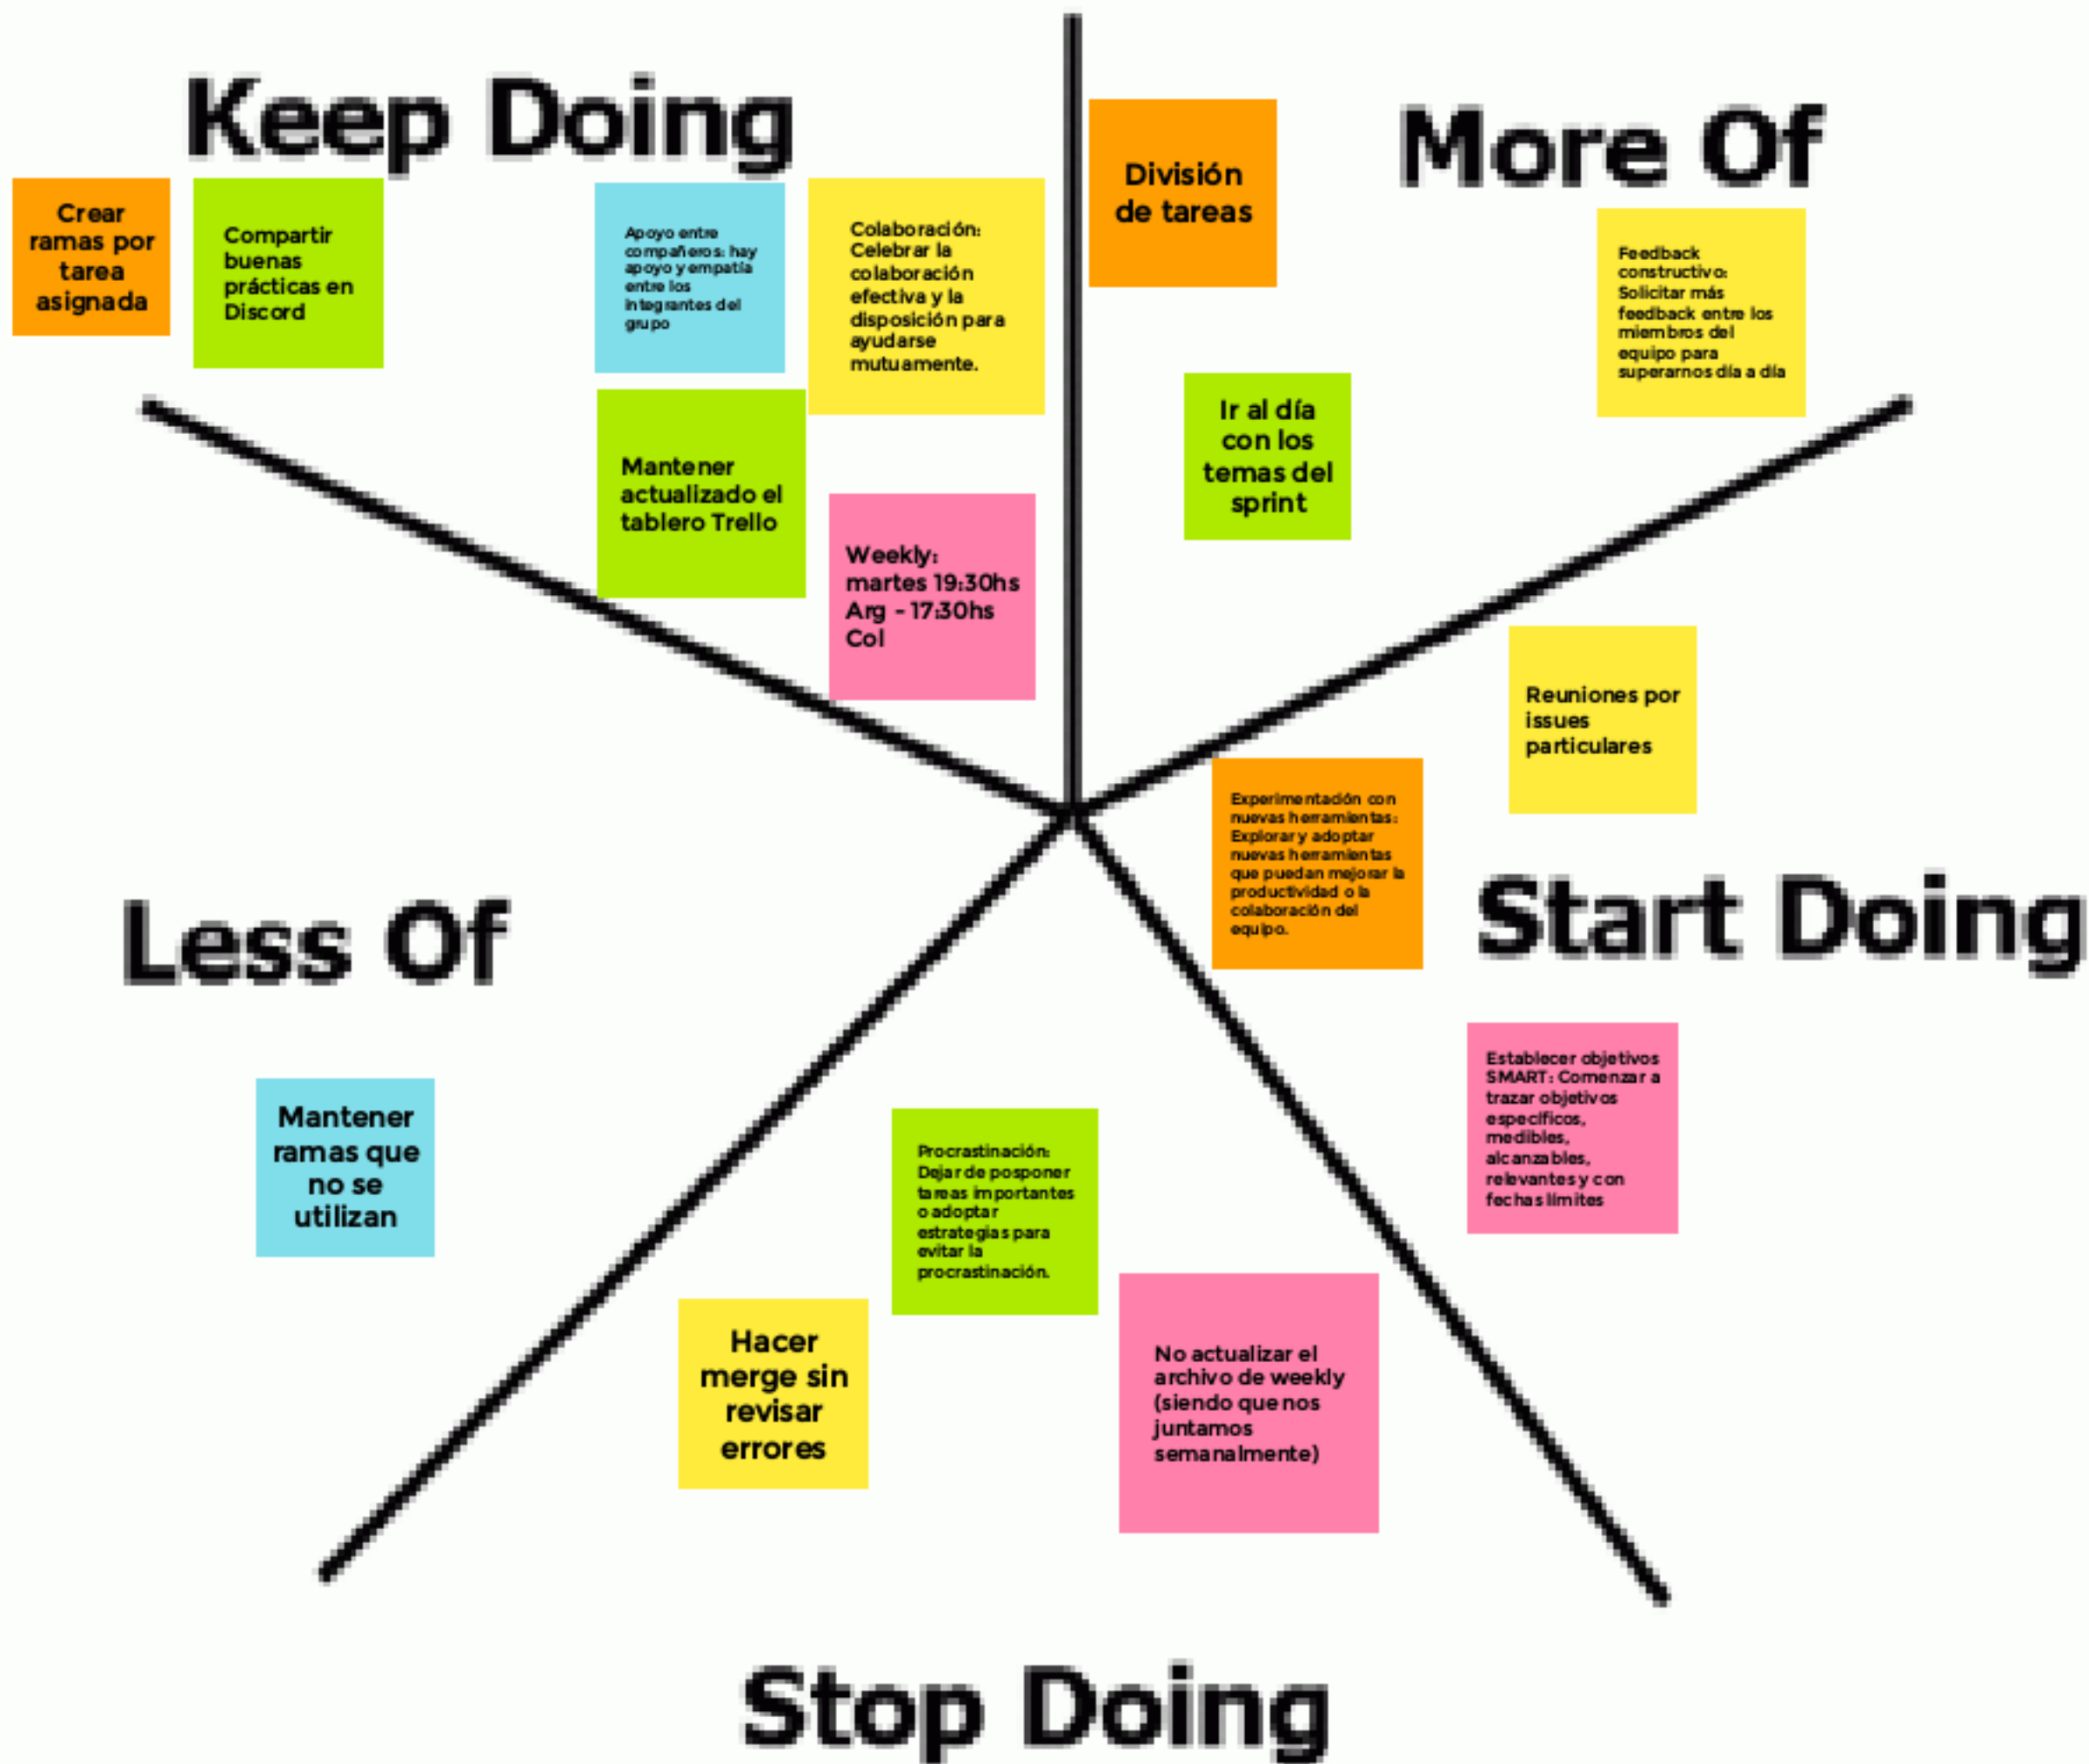 Keep Doing
Crear
ramas por
tarea
asignada
Compartir
buenas
prácticas en
Discord
Apoyo entre
compañeros: hay
apoyo y empatía
entre los
integrantes del
grupo
Colaboración:
Celebrar la
colaboración
efectiva y la
disposición para
ayudarse
mutuamente.
Mantener
actualizado el
tablero Trello
Weekly:
martes 19:30hs
Arg - 17:30hs
Col
More Of
División
de tareas
Feedback
constructivo:
Solicitar más
feedback entre los
miembros del
equipo para
superarnos día a día
Ir al día
con los
temas del
sprint
Reuniones por
issues
particulares
Experimentación con
nuevas herramientas:
Explorar y adoptar
nuevas herramientas
que puedan mejorar la
productividad o la
colaboración del
equipo.
Start Doing
Establecer objetivos
SMART: Comenzar a
trazar objetivos
específicos,
medibles,
alcanzables,
relevantes y con
fechas límites
Less Of
Mantener
ramas que
no se
utilizan
Procrastinación:
Dejar de posponer
tareas importantes
o adoptar
estrategias para
evitar la
procrastinación.
Hacer
merge sin
revisar
errores
No actualizar el
archivo de weekly
(siendo que nos
juntamos
semanalmente)
Stop Doing